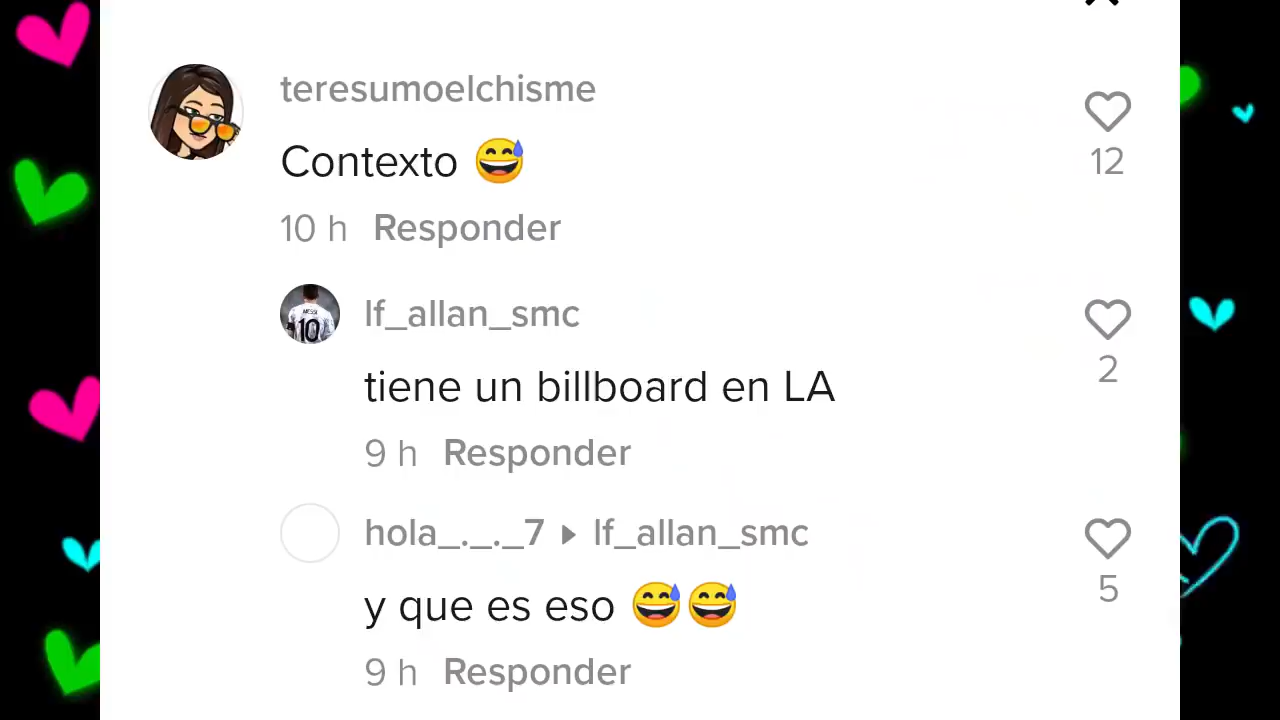 teresumoelchisme
Contexto 😅
12
10 h Responder
lf_allan_smc
tiene un billboard en LA
2
9 h Responder
hola_._._7 ▸ lf_allan_smc
y que es eso 😅😅
5
9 h Responder